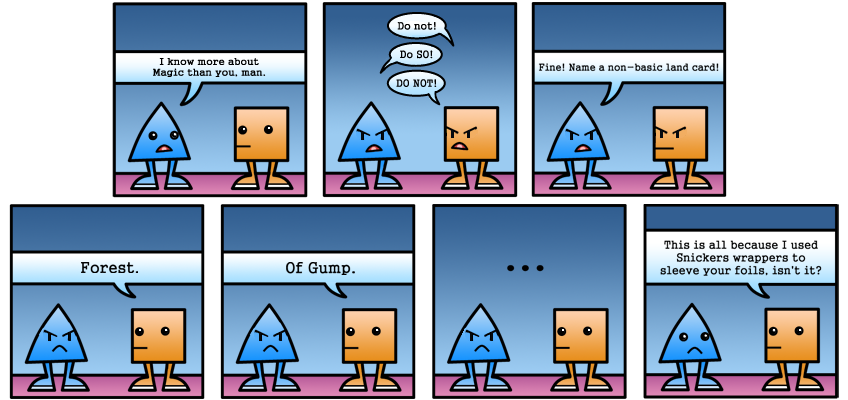 I know more about
Magic than you, man.
Do not!
Do SO!
DO NOT!
Fine! Name a non-basic land card!
Forest.
Of Gump.
...
This is all because I used
Snickers wrappers to
sleeve your foils, isn't it?